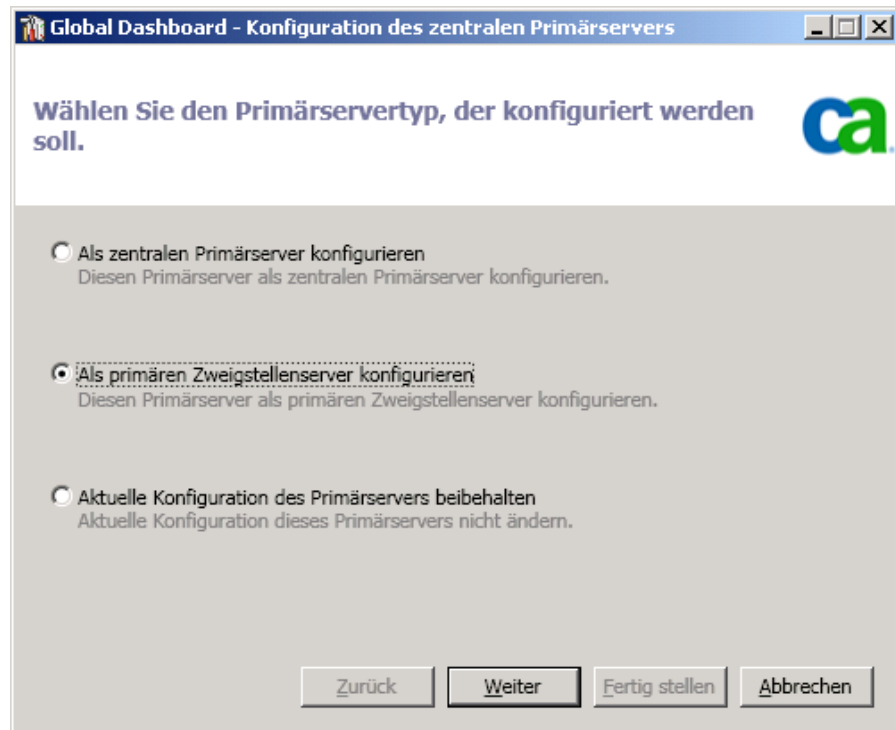 Global Dashboard - Konfiguration des zentralen Primärservers
Wählen Sie den Primärservertyp, der konfiguriert werden
soll.
ca
Als zentralen Primärserver konfigurieren
Diesen Primärserver als zentralen Primärserver konfigurieren.
Als primären Zweigstellenserver konfigurieren
Diesen Primärserver als primären Zweigstellenserver konfigurieren.
Aktuelle Konfiguration des Primärservers beibehalten
Aktuelle Konfiguration dieses Primärservers nicht ändern.
Zurück Weiter Fertig stellen Abbrechen